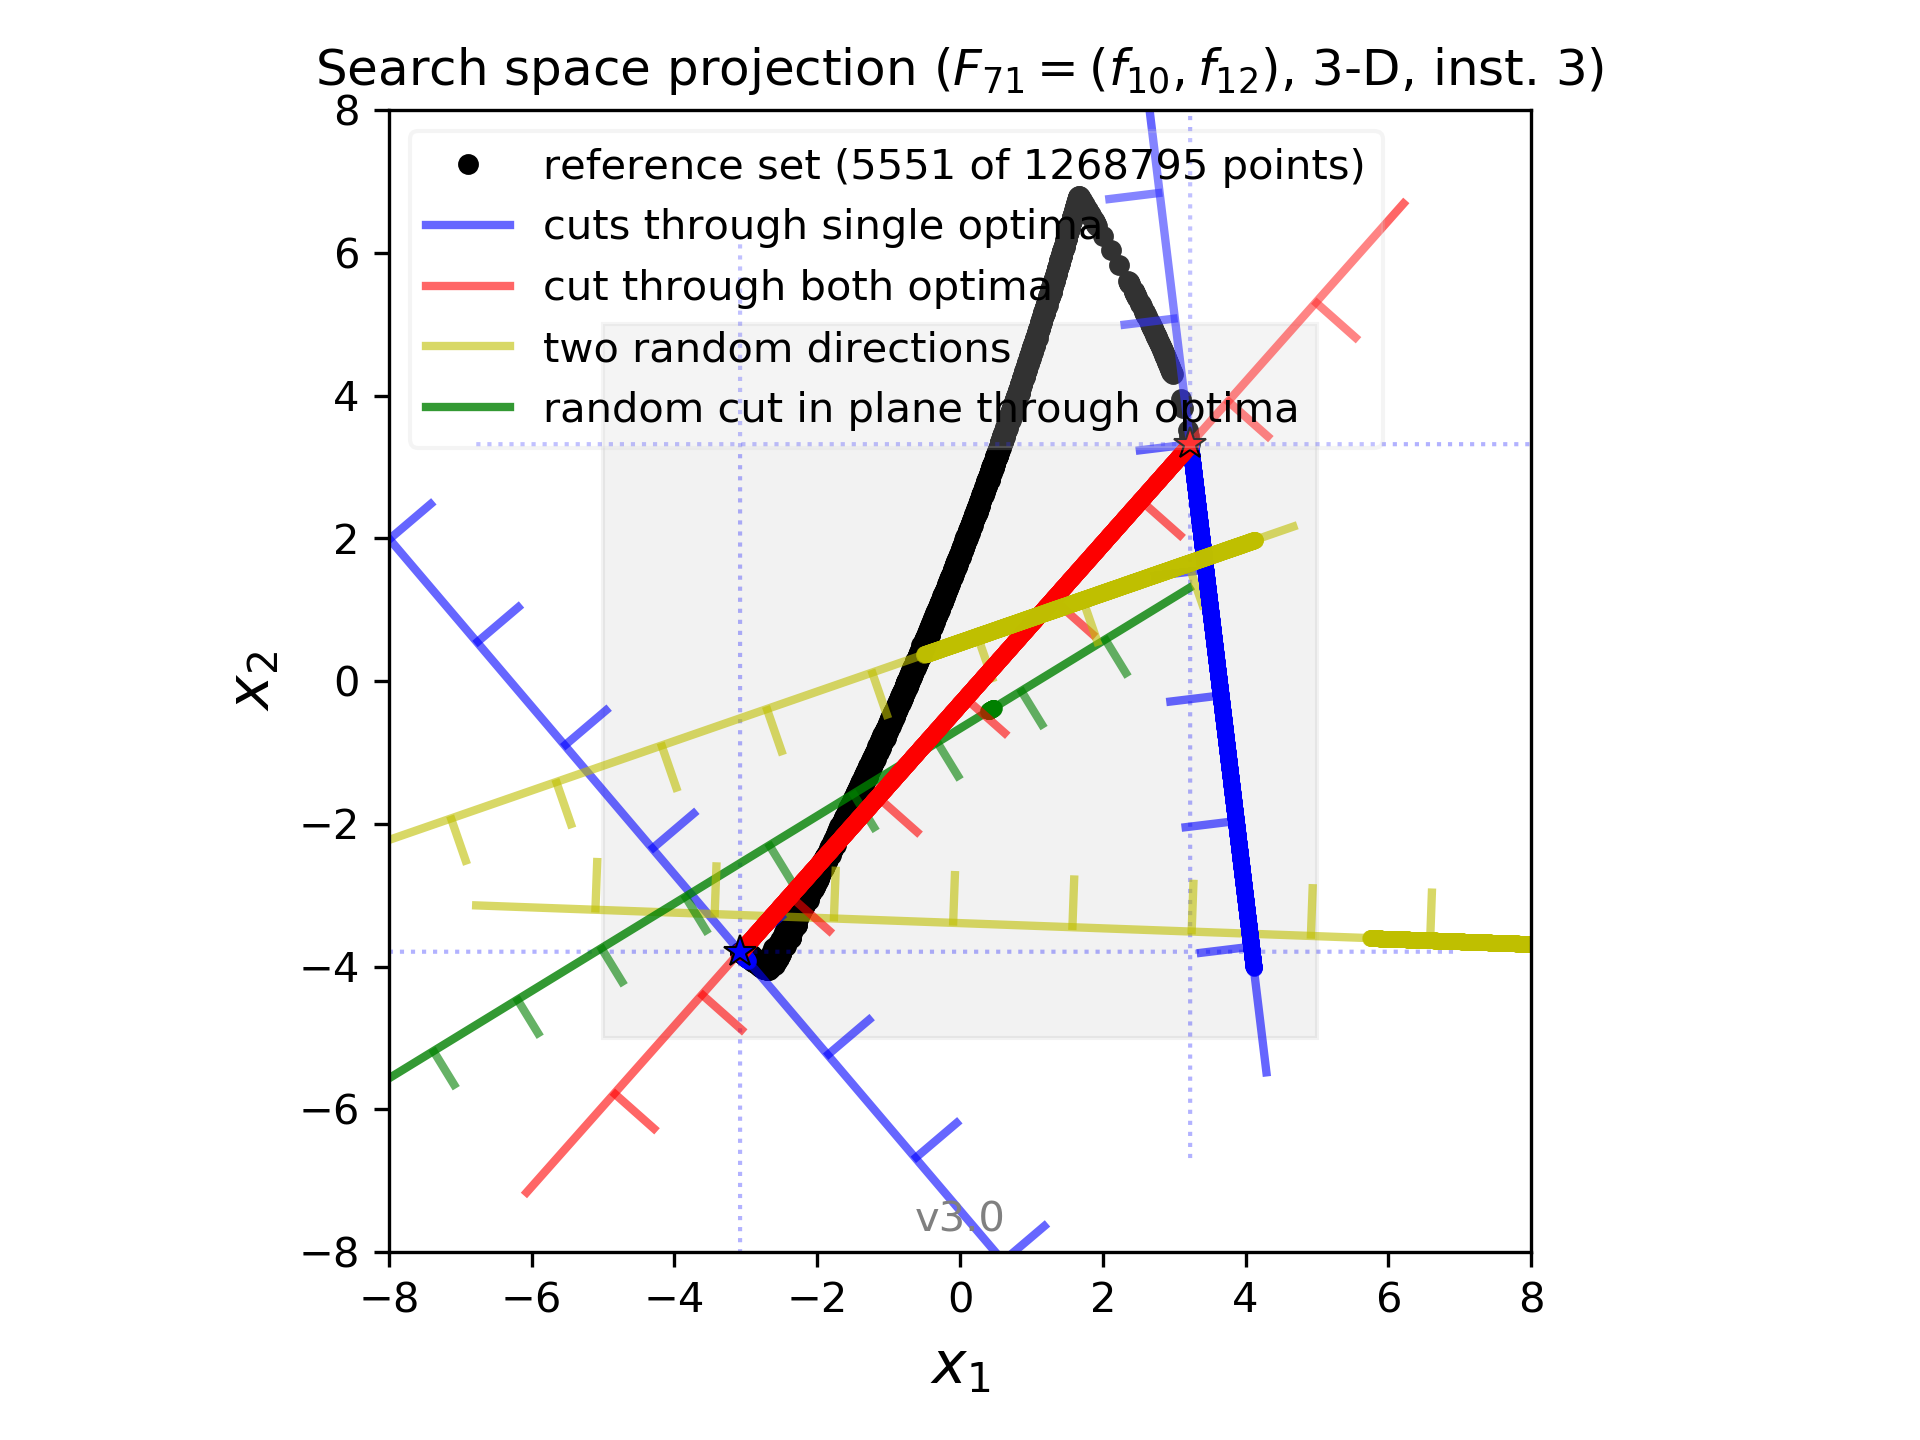 Search space projection (F71 = (f10, f12), 3-D, inst. 3)
reference set (5551 of 1268795 points)
cuts through single optima
cut through both optima
two random directions
random cut in plane through optima
8
6
4
2
0
−2
−4
−6
−8
x2
v3.0
−8 −6 −4 −2 0 2 4 6 8
x1